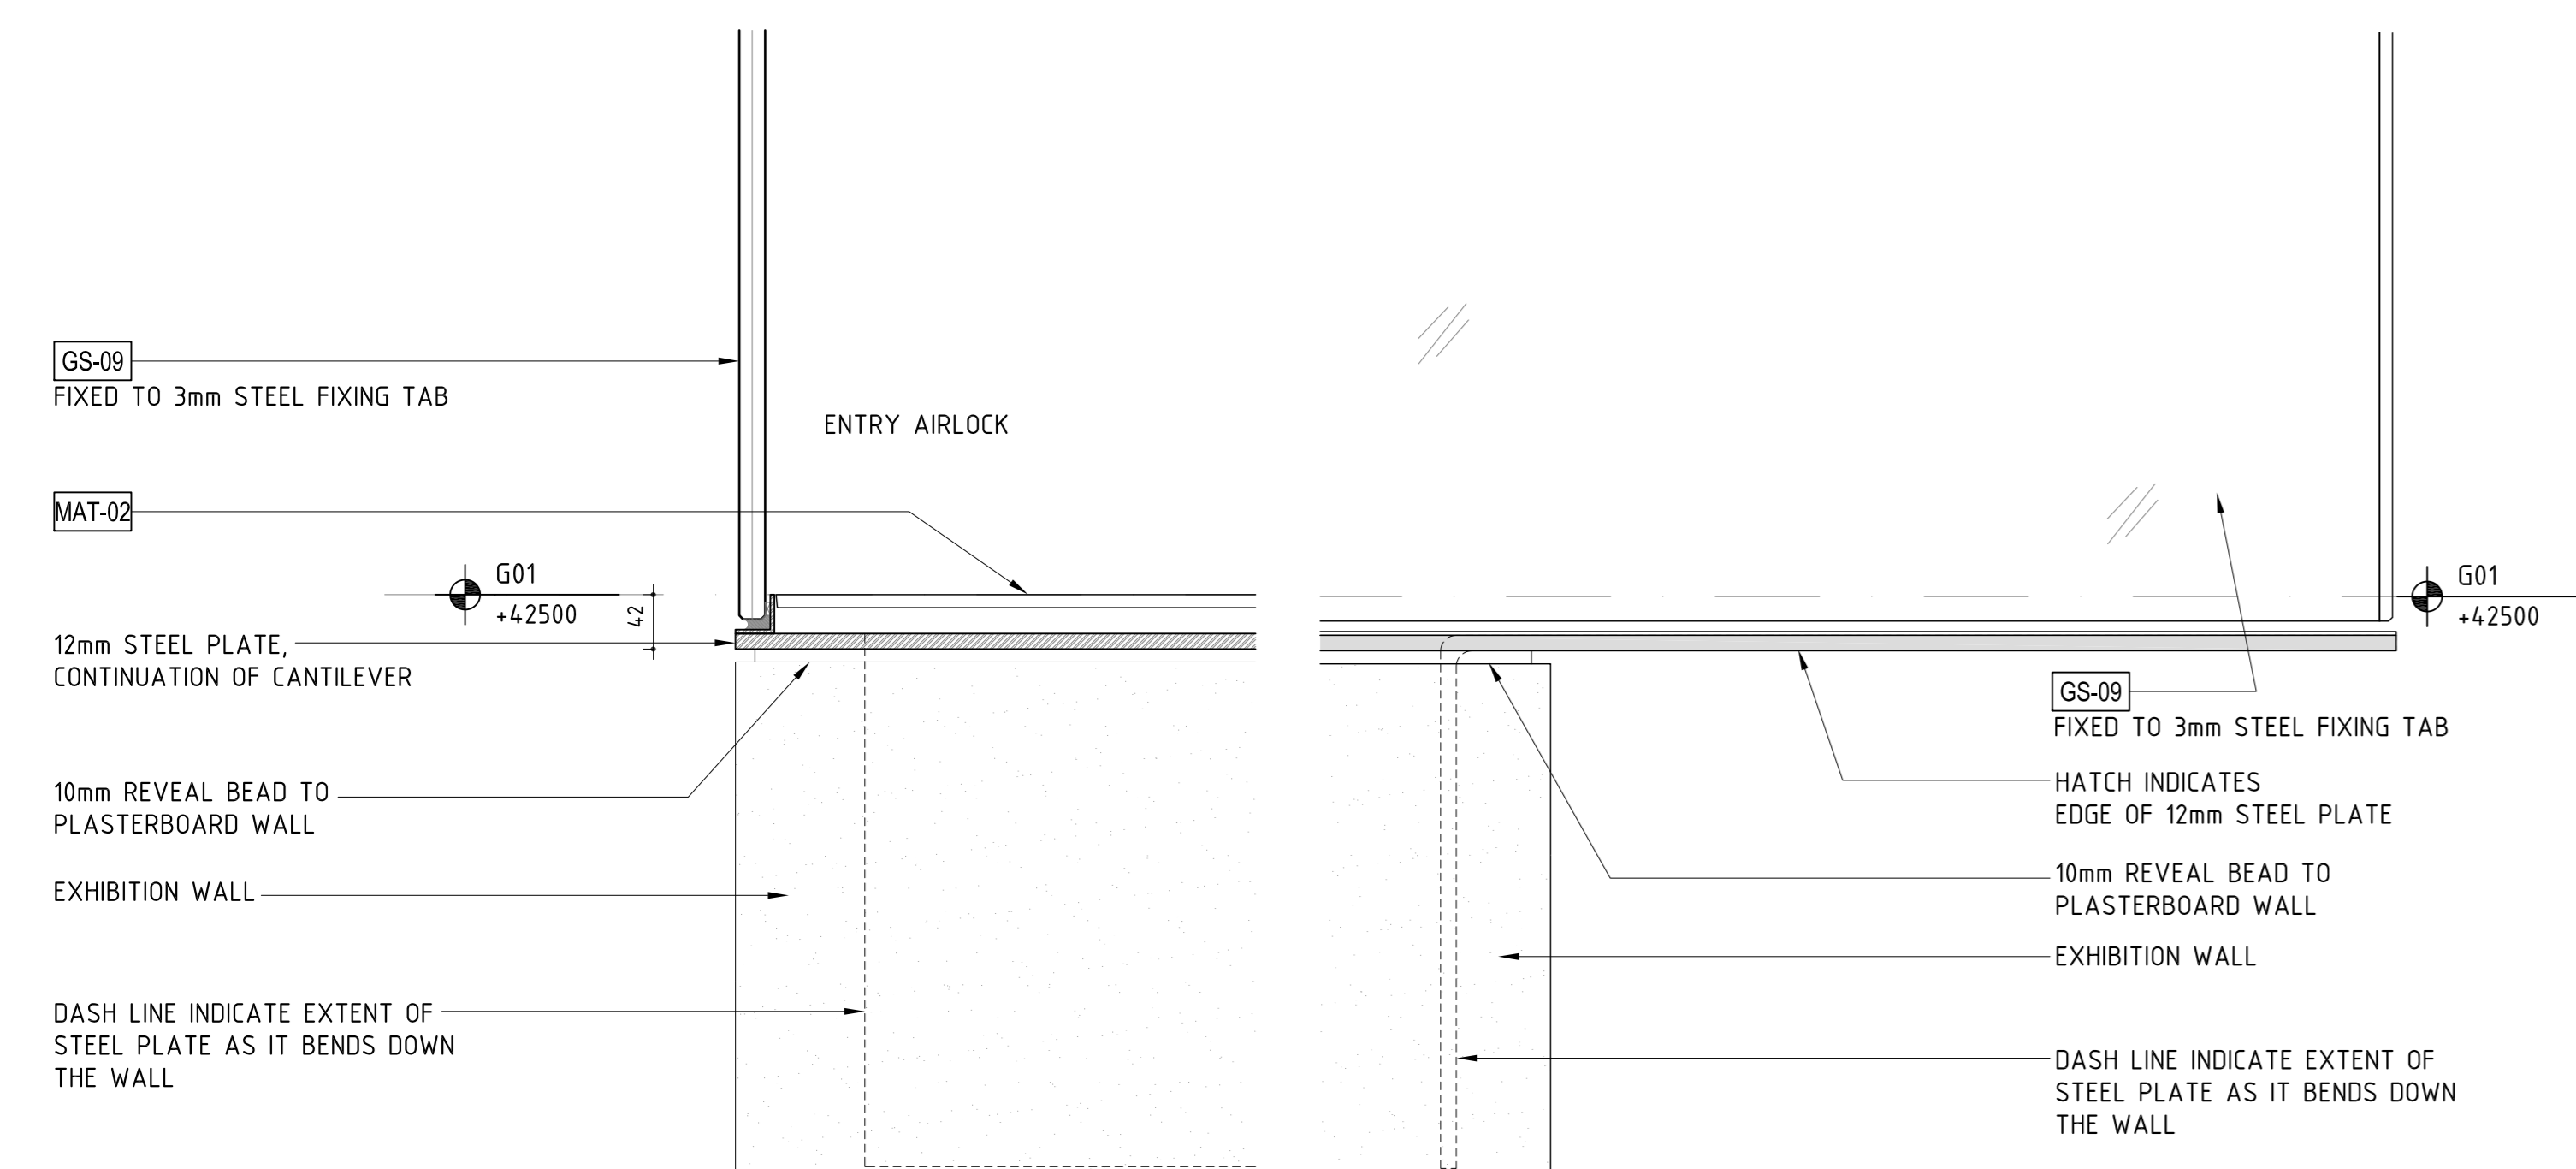 GS-09
FIXED TO 3mm STEEL FIXING TAB
ENTRY AIRLOCK
MAT-02
G01
+42500
42
12mm STEEL PLATE,
CONTINUATION OF CANTILEVER
10mm REVEAL BEAD TO
PLASTERBOARD WALL
EXHIBITION WALL
DASH LINE INDICATE EXTENT OF
STEEL PLATE AS IT BENDS DOWN
THE WALL
G01
+42500
GS-09
FIXED TO 3mm STEEL FIXING TAB
HATCH INDICATES
EDGE OF 12mm STEEL PLATE
10mm REVEAL BEAD TO
PLASTERBOARD WALL
EXHIBITION WALL
DASH LINE INDICATE EXTENT OF
STEEL PLATE AS IT BENDS DOWN
THE WALL